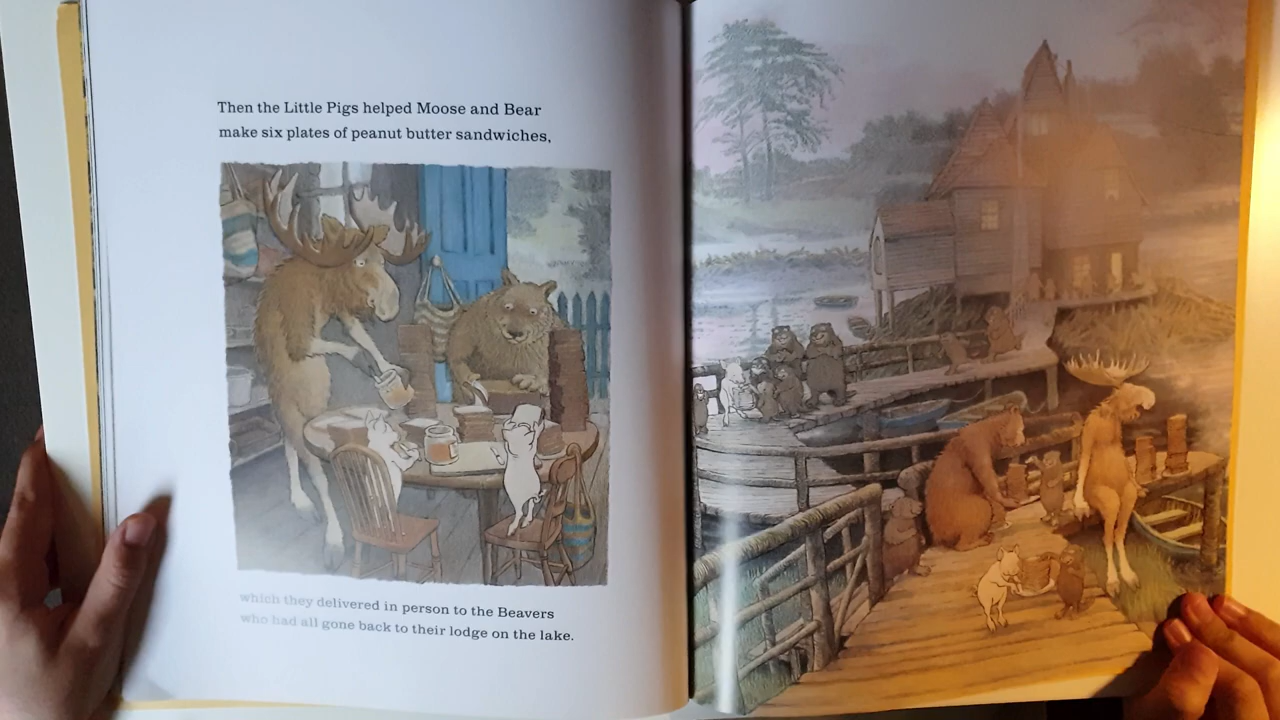 Then the Little Pigs helped Moose and Bear
make six plates of peanut butter sandwiches,
which they delivered in person to the Beavers
who had all gone back to their lodge on the lake.